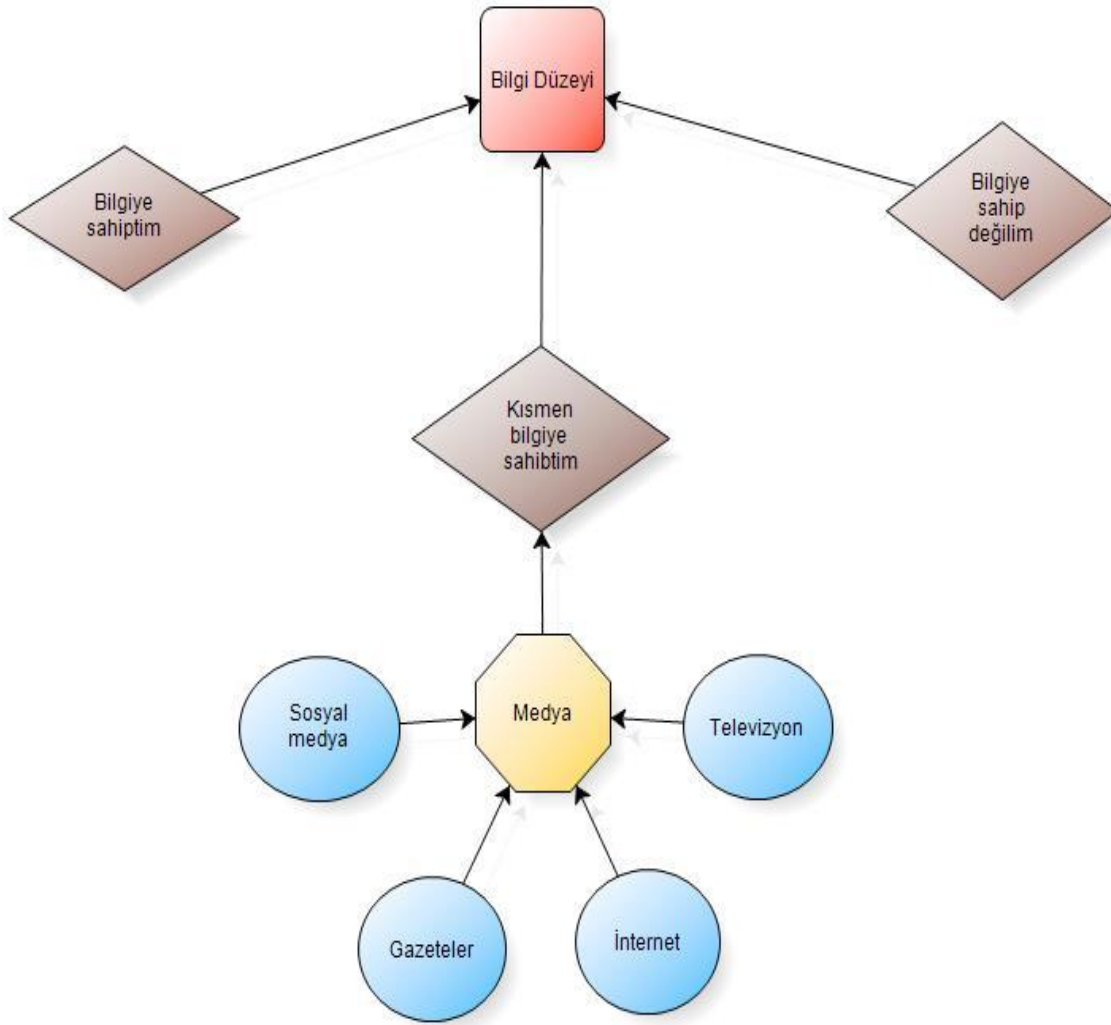 Bilgi Düzeyi
Bilgiye
sahiptim
Bilgiye
sahip
değilim
Kısmen
bilgiye
sahibtim
Sosyal
medya
Medya
Televizyon
Gazeteler
İnternet